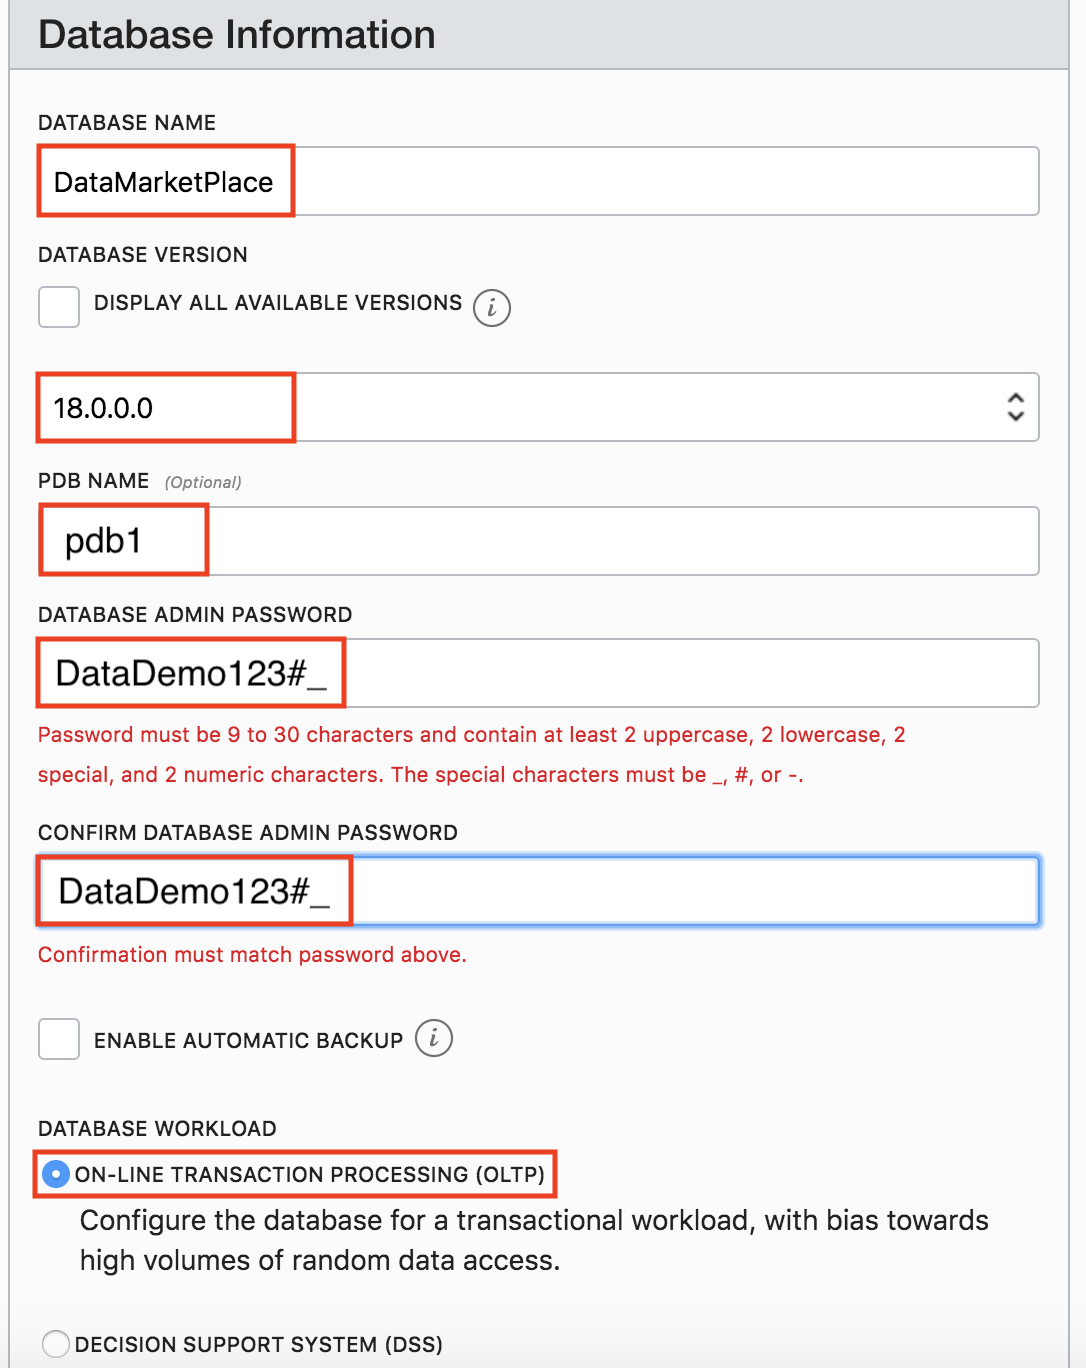 Database Information
DATABASE NAME
DataMarketPlace
DATABASE VERSION
DISPLAY ALL AVAILABLE VERSIONS i
18.0.0.0
PDB NAME (Optional)
pdb1
DATABASE ADMIN PASSWORD
DataDemo123#_
Password must be 9 to 30 characters and contain at least 2 uppercase, 2 lowercase, 2
special, and 2 numeric characters. The special characters must be _, #, or -.
CONFIRM DATABASE ADMIN PASSWORD
DataDemo123#_
Confirmation must match password above.
ENABLE AUTOMATIC BACKUP i
DATABASE WORKLOAD
ON-LINE TRANSACTION PROCESSING (OLTP)
Configure the database for a transactional workload, with bias towards
high volumes of random data access.
DECISION SUPPORT SYSTEM (DSS)